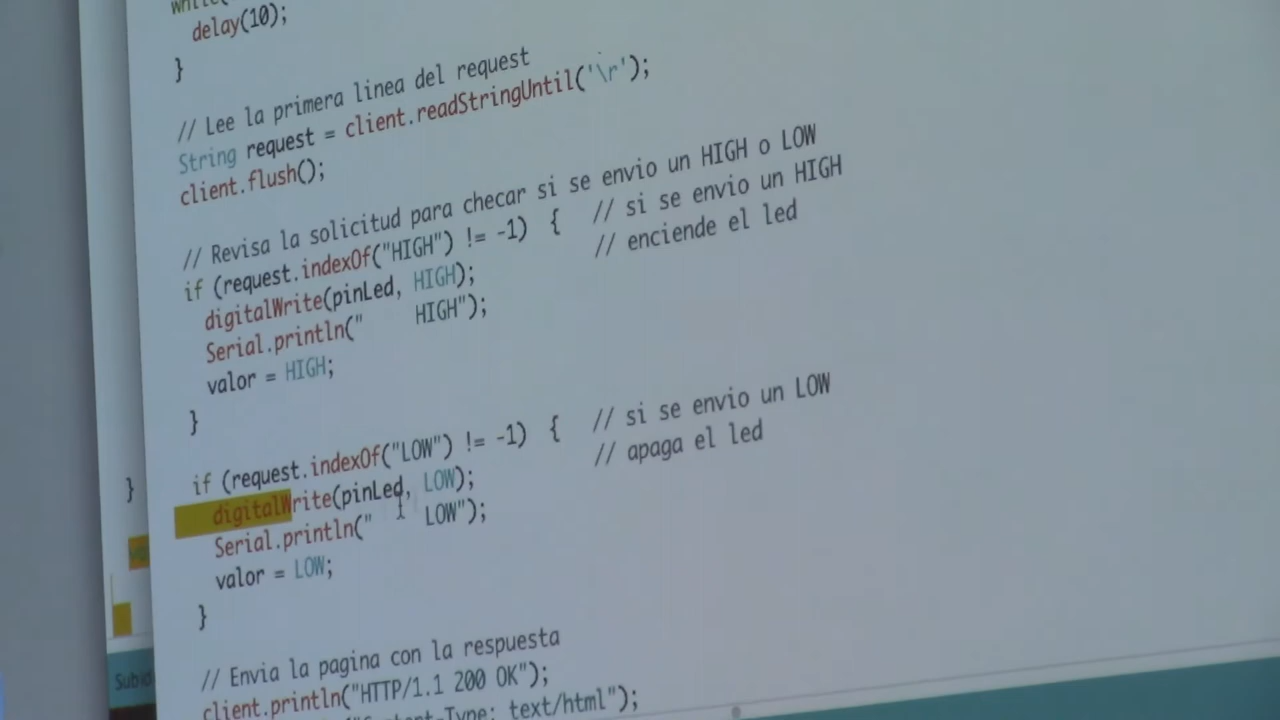 delay(10);
}
// Lee la primera linea del request
String request = client.readStringUntil('\r');
client.flush();
// Revisa la solicitud para checar si se envio un HIGH o LOW
if (request.indexOf("HIGH") != -1) { // si se envio un HIGH
digitalWrite(pinLed, HIGH); // enciende el led
Serial.println(" HIGH");
valor = HIGH;
}
if (request.indexOf("LOW") != -1) { // si se envio un LOW
digitalWrite(pinLed, LOW); // apaga el led
Serial.println(" LOW");
valor = LOW;
}
}
// Envia la pagina con la respuesta
client.println("HTTP/1.1 200 OK");
Type: text/html");